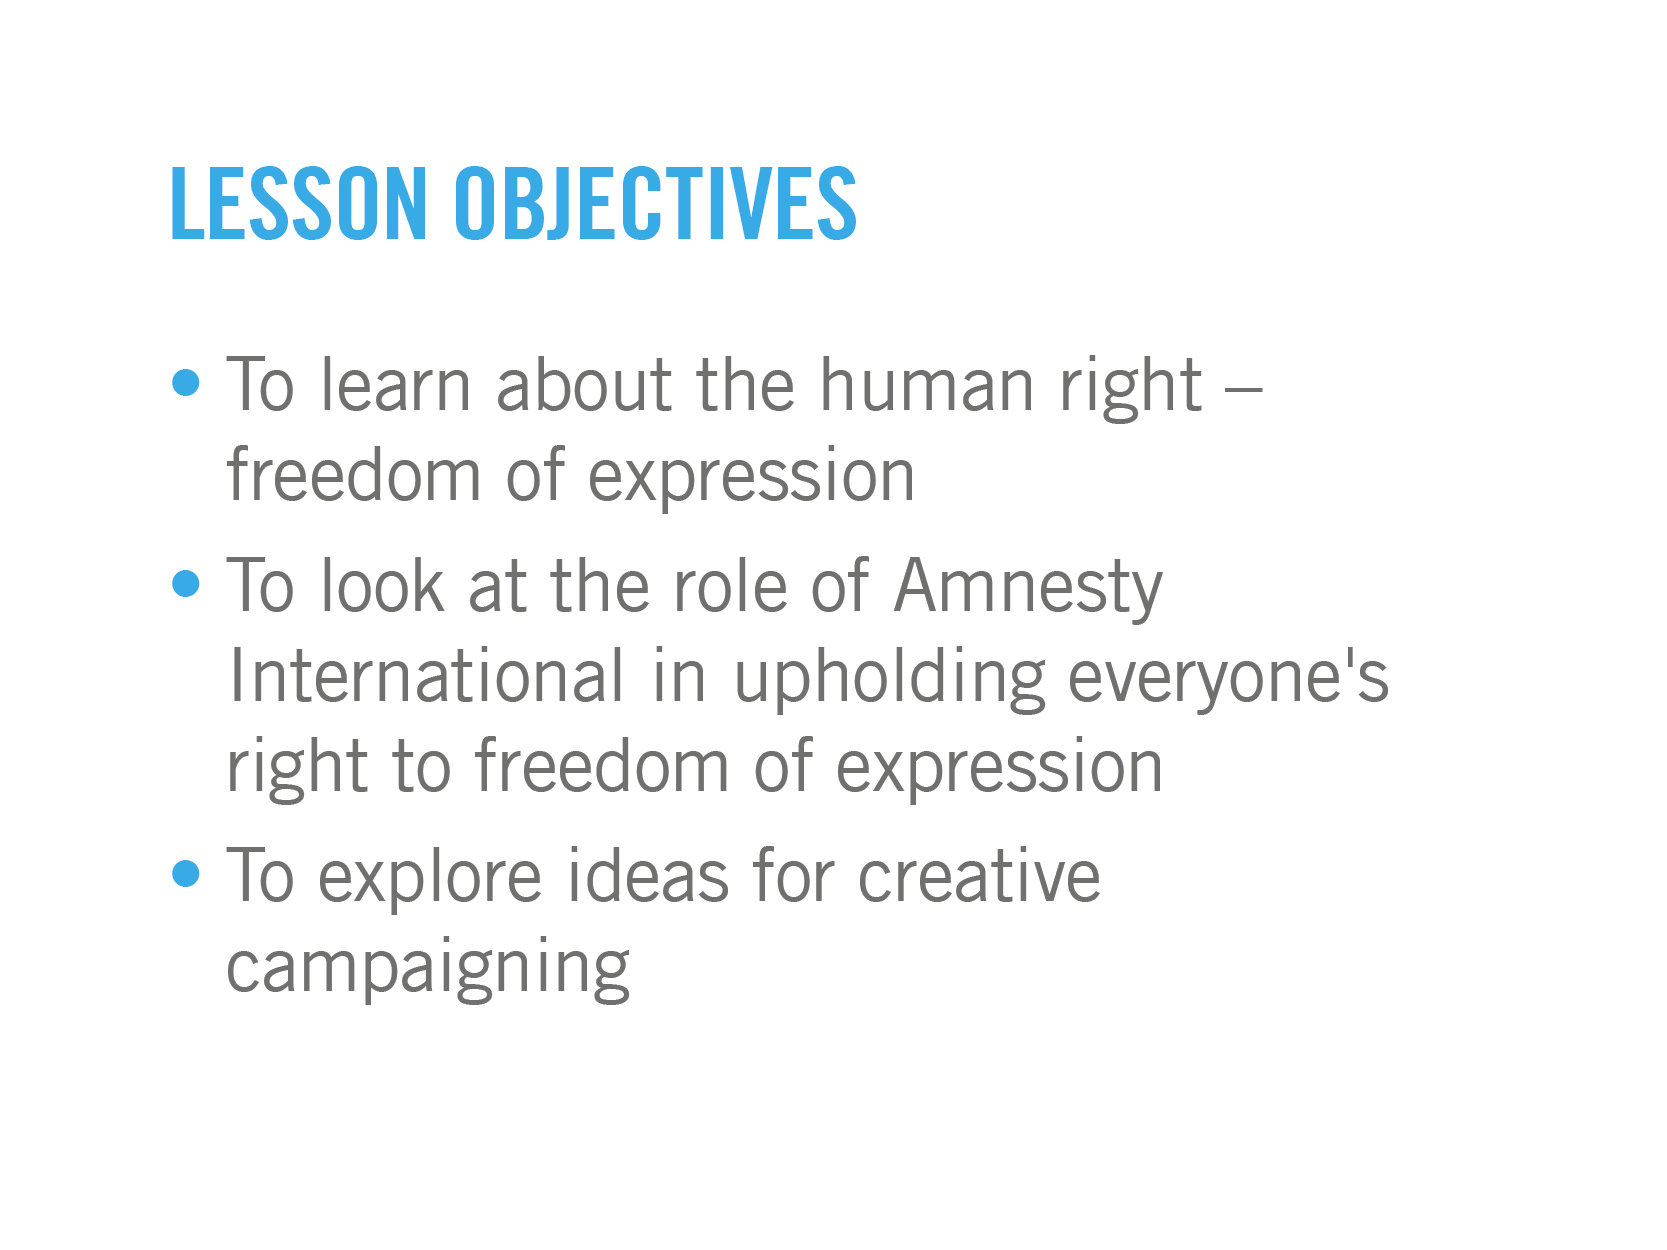 LESSON OBJECTIVES
• To learn about the human right –
freedom of expression
• To look at the role of Amnesty
International in upholding everyone's
right to freedom of expression
• To explore ideas for creative
campaigning